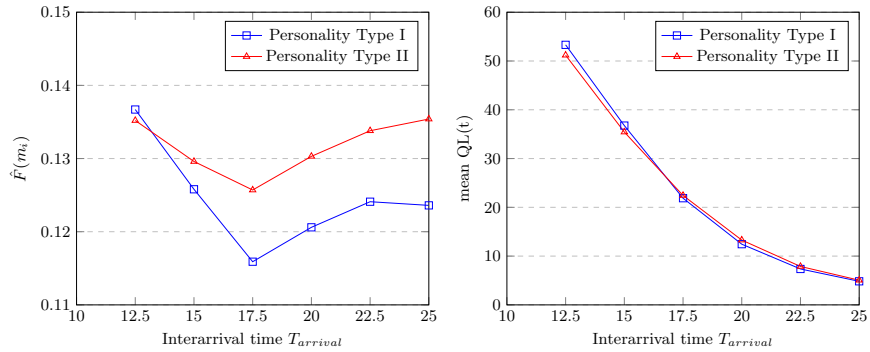 0.15
0.14
0.13
0.12
0.11
F̂(m_i)
Personality Type I
Personality Type II
10 12.5 15 17.5 20 22.5 25
Interarrival time T_arrival
60
50
40
30
20
10
0
mean QL(t)
Personality Type I
Personality Type II
10 12.5 15 17.5 20 22.5 25
Interarrival time T_arrival